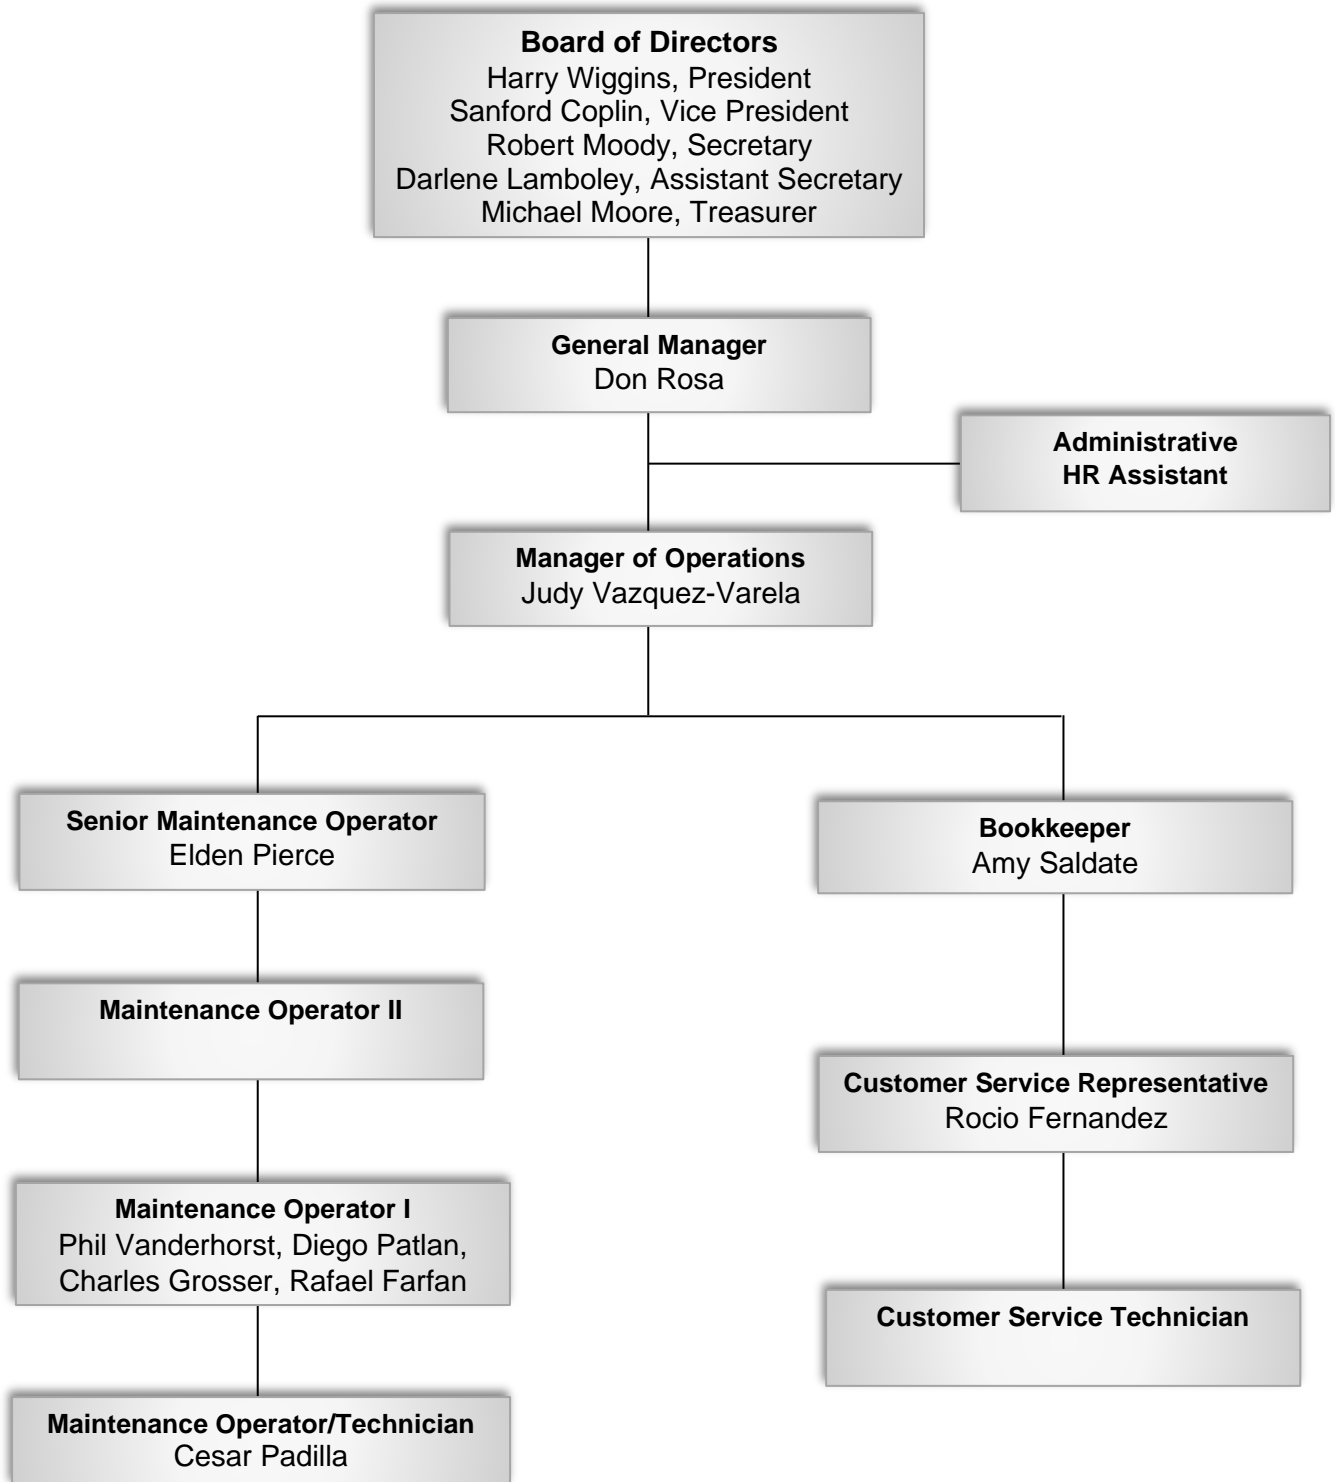 Board of Directors
Harry Wiggins, President
Sanford Coplin, Vice President
Robert Moody, Secretary
Darlene Lamboley, Assistant Secretary
Michael Moore, Treasurer
General Manager
Don Rosa
Administrative
HR Assistant
Manager of Operations
Judy Vazquez-Varela
Senior Maintenance Operator
Elden Pierce
Bookkeeper
Amy Saldate
Maintenance Operator II
Customer Service Representative
Rocio Fernandez
Maintenance Operator I
Phil Vanderhorst, Diego Patlan,
Charles Grosser, Rafael Farfan
Customer Service Technician
Maintenance Operator/Technician
Cesar Padilla